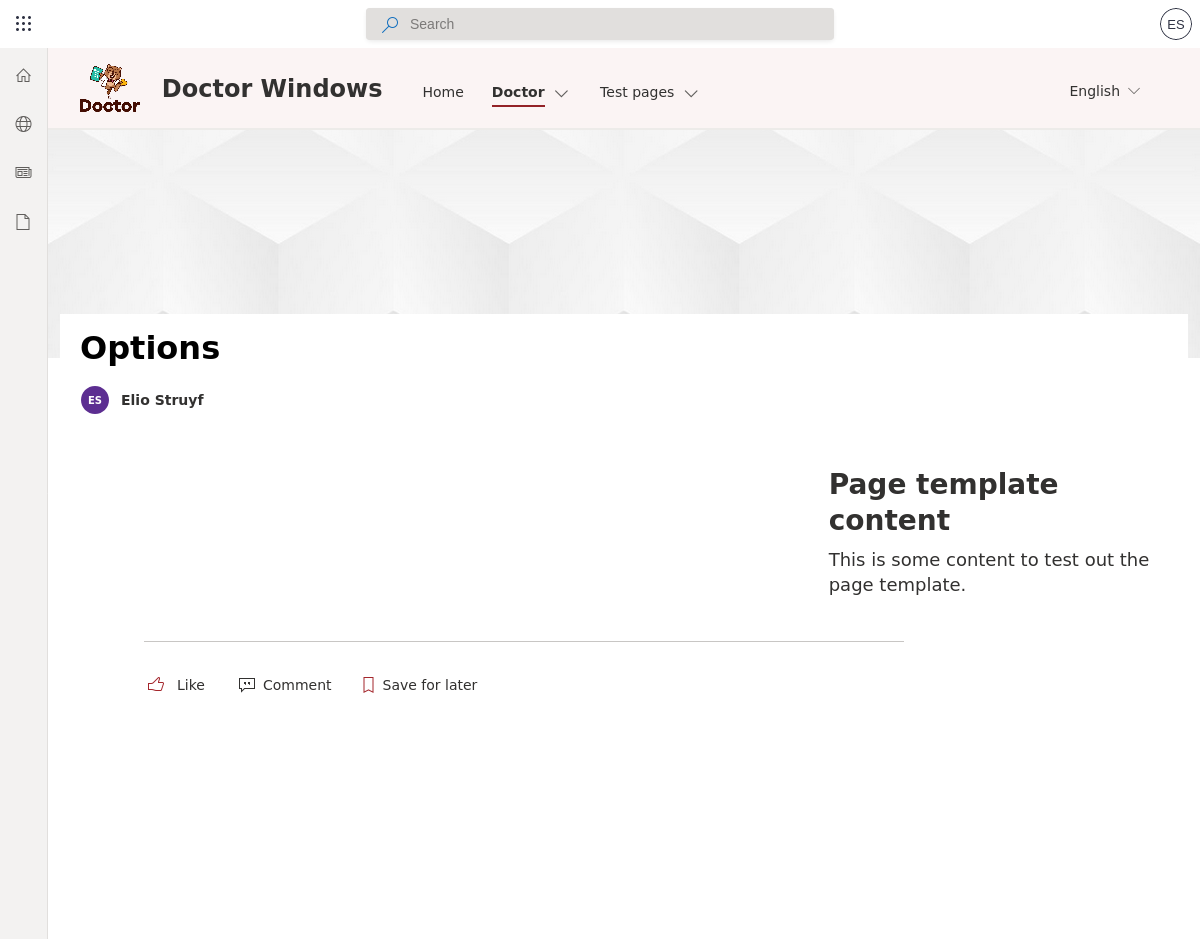 Search
ES
Doctor
Doctor Windows
Home
Doctor
Test pages
English
Options
ES
Elio Struyf
Page template
content
This is some content to test out the
page template.
Like
Comment
Save for later